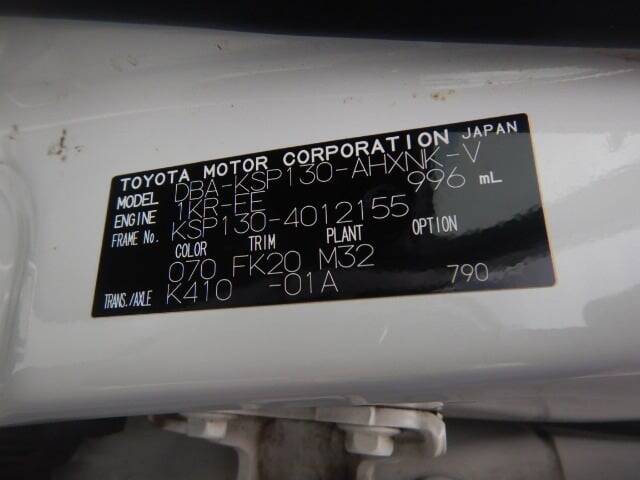 TOYOTA MOTOR CORPORATION JAPAN
MODEL DBA-KSP130-AHXNK-V
ENGINE 1KR-FE 996 mL
FRAME No. KSP130-4012155
COLOR TRIM PLANT OPTION
070 FK20 M32
TRANS./AXLE K410 -01A 790